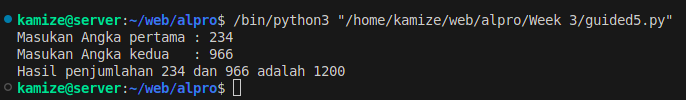 kamize@server:~/web/alpro$ /bin/python3 "/home/kamize/web/alpro/Week 3/guided5.py"
Masukan Angka pertama : 234
Masukan Angka kedua   : 966
Hasil penjumlahan 234 dan 966 adalah 1200
kamize@server:~/web/alpro$